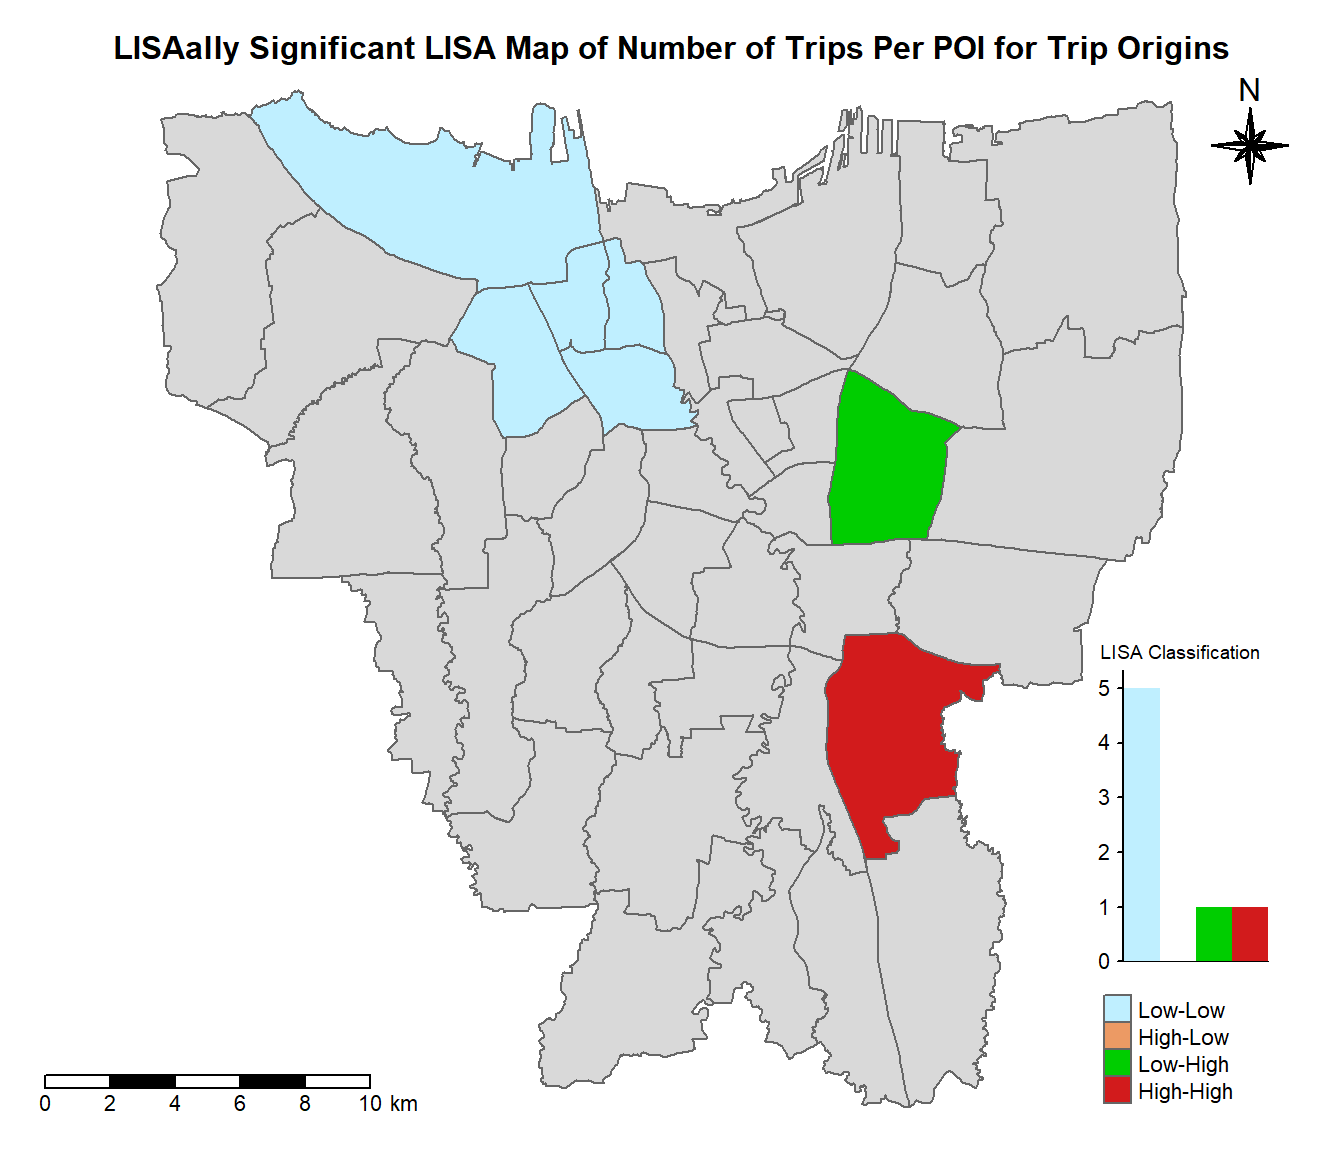 LISAally Significant LISA Map of Number of Trips Per POI for Trip Origins
N
LISA Classification
5
4
3
2
1
0
Low-Low
High-Low
Low-High
High-High
0 2 4 6 8 10 km